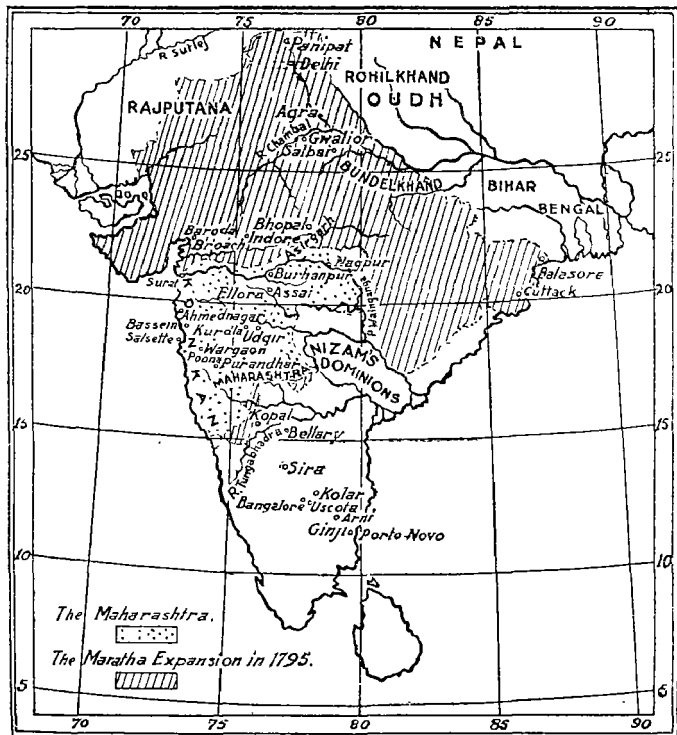 70 75 80 85 90
NEPAL
R. Sutlej
Panipat
Delhi
ROHILKHAND
OUDH
RAJPUTANA
Agra
R. Chambal
Gwalior
Salbai
25 25
BUNDELKHAND
BIHAR
BENGAL
Baroda
Bhopal
Indore
Broach
Asirgarh
Nagpur
Burhanpur
Balasore
Surat
Cuttack
20 20
Ellora
Assai
Ahmednagar
Bassein
Kurdla
Udgir
Salsette
Wargaon
Poona
Purandhar
NIZAM'S
DOMINIONS
MAHARASHTRA
KONKAN
Kopal
15 15
Bellary
R. Tungabhadra
Sira
Kolar
Bangalore
Uscota
Arni
Ginji
Porto-Novo
10 10
The Maharashtra.
The Maratha Expansion in 1795.
5
70 75 80 85 90